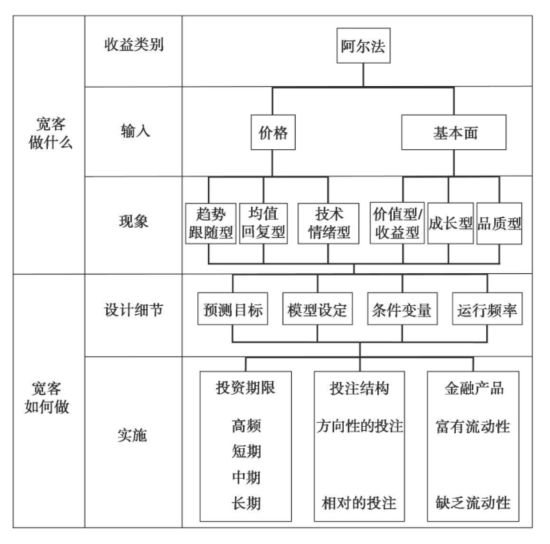 收益类别
阿尔法
宽客
做什么
输入
价格
基本面
现象
趋势
跟随型
均值
回复型
技术
情绪型
价值型/
收益型
成长型
品质型
设计细节
预测目标
模型设定
条件变量
运行频率
宽客
如何做
实施
投资期限
高频
短期
中期
长期
投注结构
方向性的投注
相对的投注
金融产品
富有流动性
缺乏流动性